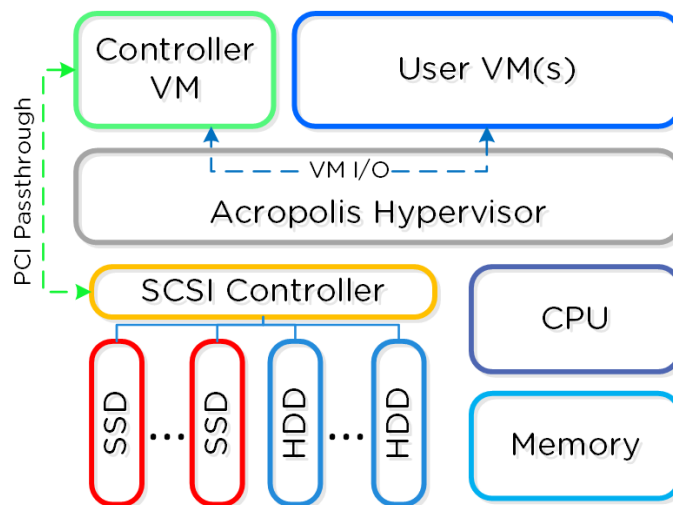 Controller
VM
User VM(s)
PCI Passthrough
VM I/O
Acropolis Hypervisor
SCSI Controller
CPU
SSD
...
SSD
HDD
...
HDD
Memory